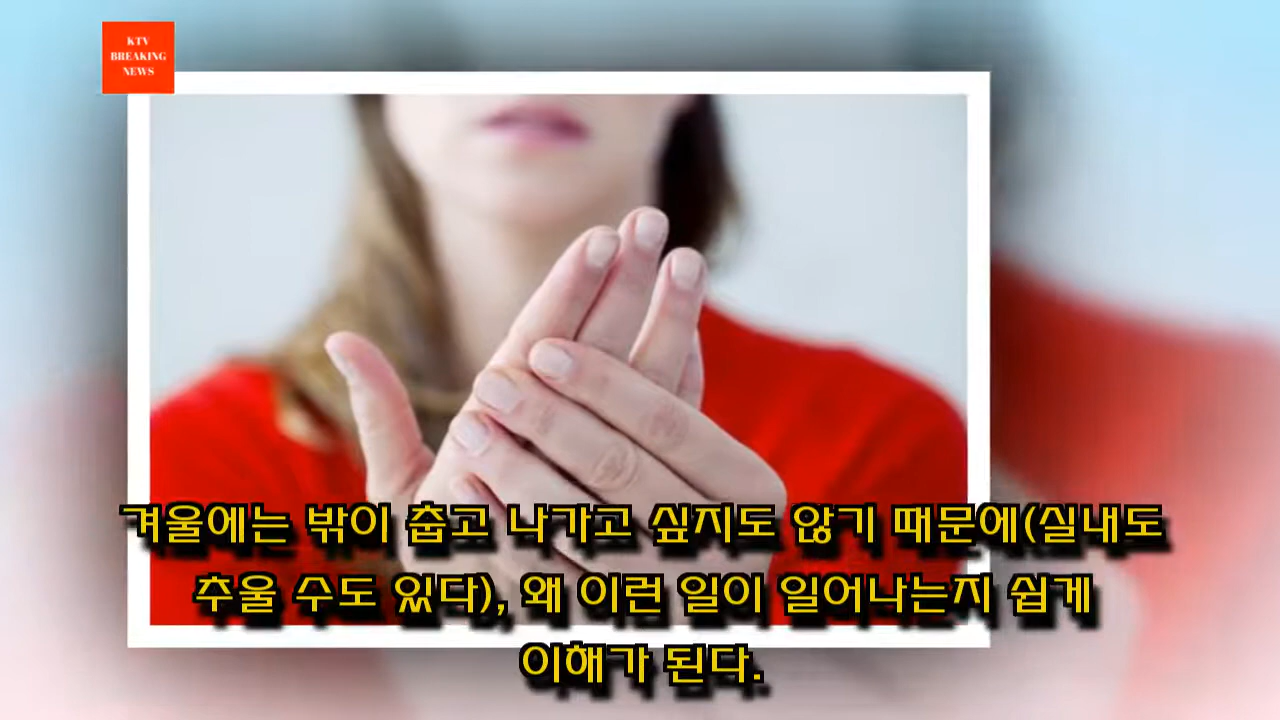 KTV
BREAKING
NEWS
겨울에는 밖이 춥고 나가고 싶지도 않기 때문에(실내도
추울 수도 있다), 왜 이런 일이 일어나는지 쉽게
이해가 된다.